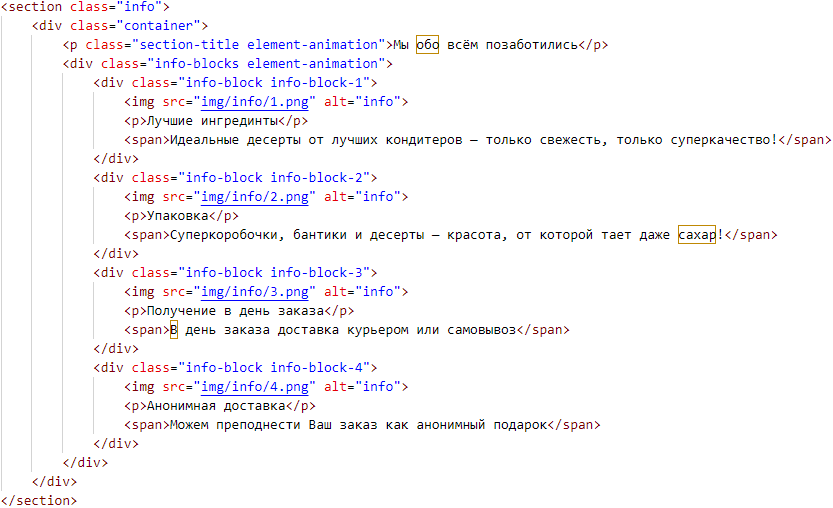 <section class="info">
<div class="container">
<p class="section-title element-animation">Мы обо всём позаботились</p>
<div class="info-blocks element-animation">
<div class="info-block info-block-1">
<img src="img/info/1.png" alt="info">
<p>Лучшие ингрединты</p>
<span>Идеальные десерты от лучших кондитеров — только свежесть, только суперкачество!</span>
</div>
<div class="info-block info-block-2">
<img src="img/info/2.png" alt="info">
<p>Упаковка</p>
<span>Суперкоробочки, бантики и десерты — красота, от которой тает даже сахар!</span>
</div>
<div class="info-block info-block-3">
<img src="img/info/3.png" alt="info">
<p>Получение в день заказа</p>
<span>В день заказа доставка курьером или самовывоз</span>
</div>
<div class="info-block info-block-4">
<img src="img/info/4.png" alt="info">
<p>Анонимная доставка</p>
<span>Можем преподнести Ваш заказ как анонимный подарок</span>
</div>
</div>
</div>
</section>